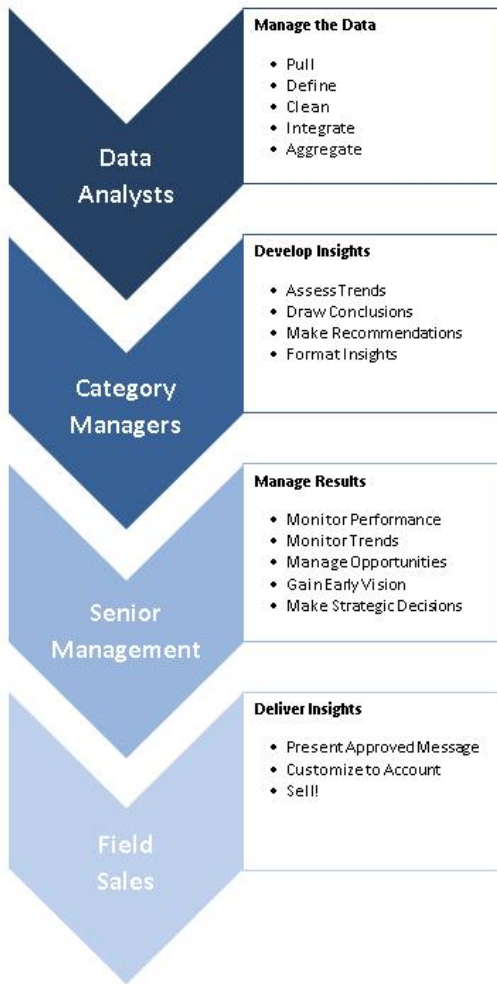 Data
Analysts
Manage the Data
• Pull
• Define
• Clean
• Integrate
• Aggregate
Category
Managers
Develop Insights
• Assess Trends
• Draw Conclusions
• Make Recommendations
• Format Insights
Senior
Management
Manage Results
• Monitor Performance
• Monitor Trends
• Manage Opportunities
• Gain Early Vision
• Make Strategic Decisions
Field
Sales
Deliver Insights
• Present Approved Message
• Customize to Account
• Sell!